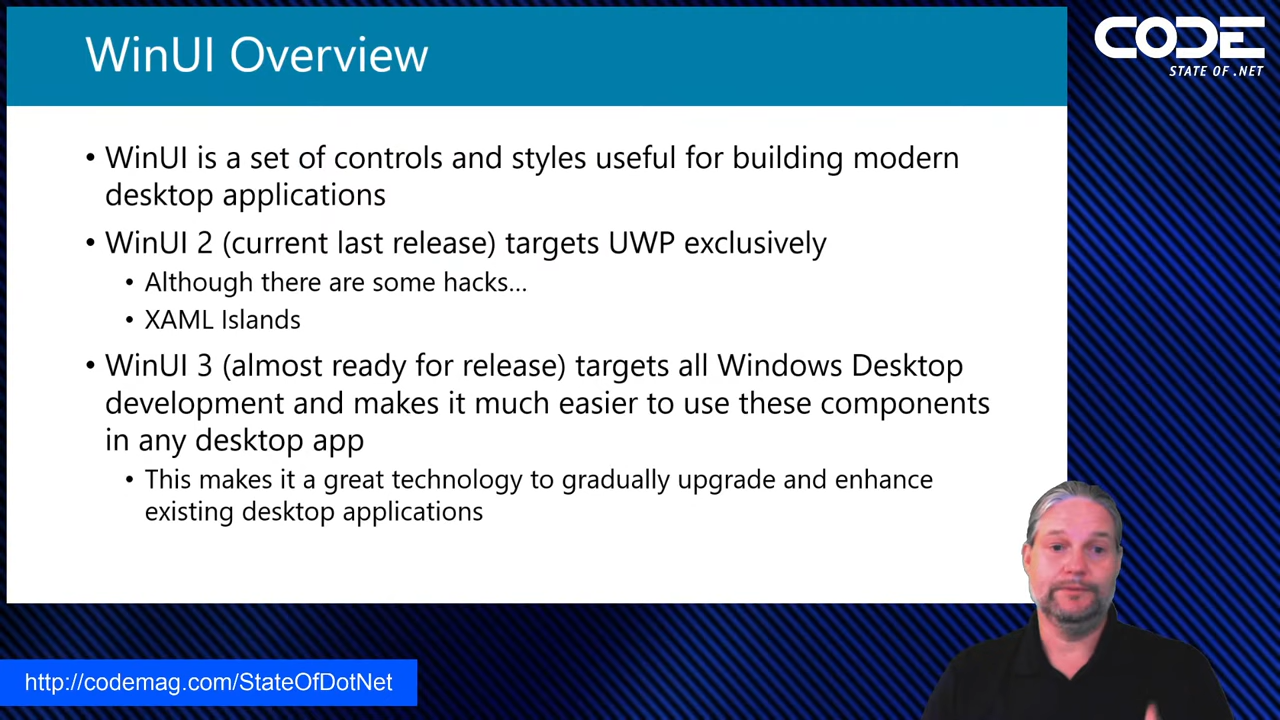 WinUI Overview
CODE
STATE OF .NET
• WinUI is a set of controls and styles useful for building modern
desktop applications
• WinUI 2 (current last release) targets UWP exclusively
• Although there are some hacks…
• XAML Islands
• WinUI 3 (almost ready for release) targets all Windows Desktop
development and makes it much easier to use these components
in any desktop app
• This makes it a great technology to gradually upgrade and enhance
existing desktop applications
http://codemag.com/StateOfDotNet